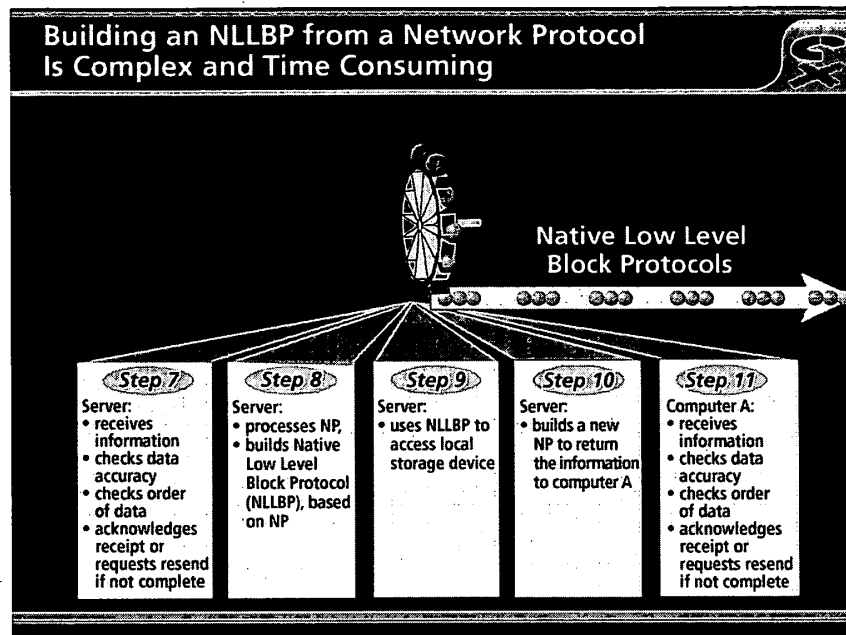 Building an NLLBP from a Network Protocol
Is Complex and Time Consuming
Native Low Level
Block Protocols
Step 7
Server:
• receives
information
• checks data
accuracy
• checks order
of data
• acknowledges
receipt or
requests resend
if not complete
Step 8
Server:
• processes NP,
• builds Native
Low Level
Block Protocol
(NLLBP), based
on NP
Step 9
Server:
• uses NLLBP to
access local
storage device
Step 10
Server:
• builds a new
NP to return
the information
to computer A
Step 11
Computer A:
• receives
information
• checks data
accuracy
• checks order
of data
• acknowledges
receipt or
requests resend
if not complete